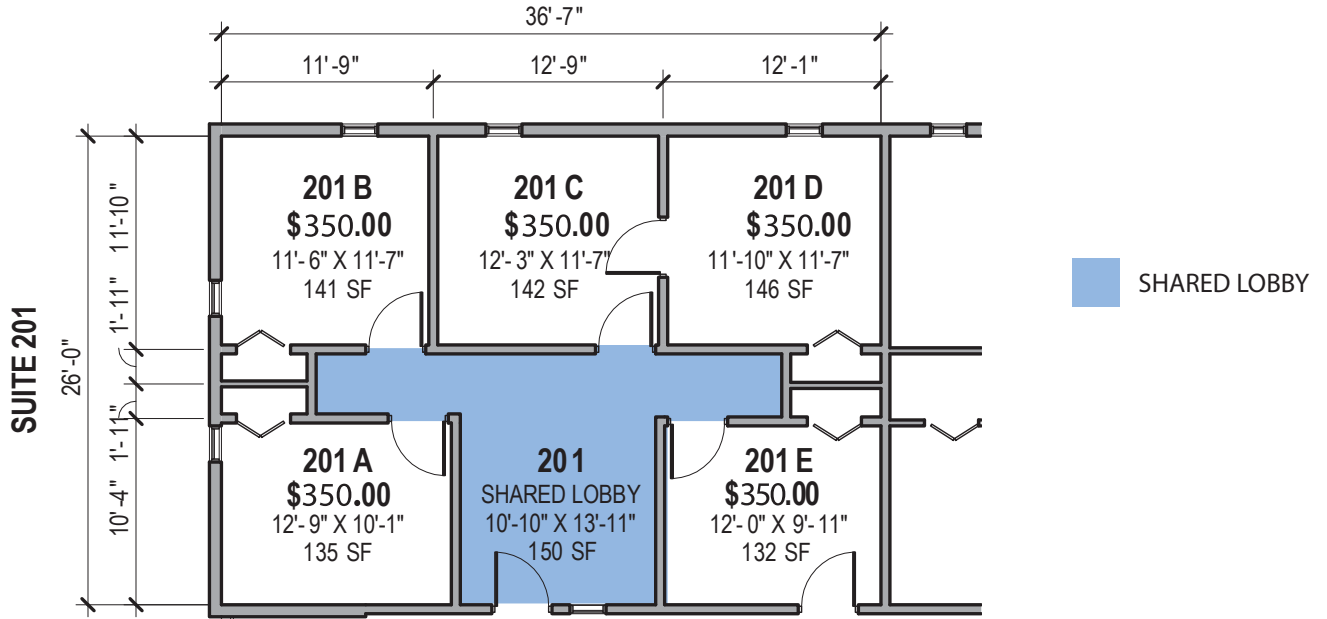 36'-7"
11'-9"
12'-9"
12'-1"
SUITE 201
26'-0"
11'-10"
1'-11"
1'-11"
10'-4"
201 B
$350.00
11'-6" X 11'-7"
141 SF
201 C
$350.00
12'-3" X 11'-7"
142 SF
201 D
$350.00
11'-10" X 11'-7"
146 SF
SHARED LOBBY
201 A
$350.00
12'-9" X 10'-1"
135 SF
201
SHARED LOBBY
10'-10" X 13'-11"
150 SF
201 E
$350.00
12'-0" X 9'-11"
132 SF